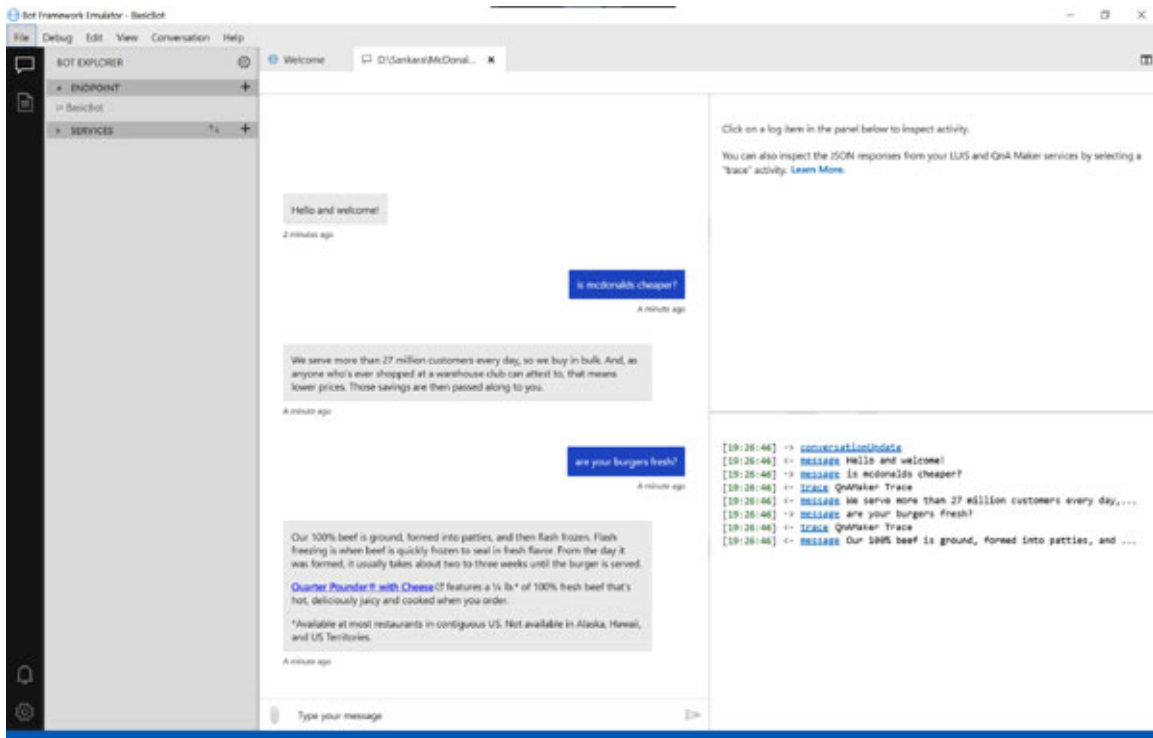 Bot Framework Emulator - BasicBot
File Debug Edit View Conversation Help
BOT EXPLORER
Welcome
D:\Sankara\McDonal...
ENDPOINT
BasicBot
SERVICES
Hello and welcome!
2 minutes ago
is mcdonalds cheaper?
A minute ago
We serve more than 27 million customers every day, so we buy in bulk. And, as
anyone who's ever shopped at a warehouse club can attest to, that means
lower prices. Those savings are then passed along to you.
A minute ago
are your burgers fresh?
A minute ago
Our 100% beef is ground, formed into patties, and then flash frozen. Flash
freezing is when beef is quickly frozen to seal in fresh flavor. From the day it
was formed, it usually takes about two to three weeks until the burger is served.
Quarter Pounder® with Cheese features a ¼ lb.* of 100% fresh beef that's
hot, deliciously juicy and cooked when you order.
*Available at most restaurants in contiguous US. Not available in Alaska, Hawaii,
and US Territories.
A minute ago
Type your message
Click on a log item in the panel below to inspect activity.
You can also inspect the JSON responses from your LUIS and QnA Maker services by selecting a
"trace" activity. Learn More.
[19:26:46] -> conversationUpdate
[19:26:46] <- message Hello and welcome!
[19:26:46] -> message is mcdonalds cheaper?
[19:26:46] <- trace QnAMaker Trace
[19:26:46] <- message We serve more than 27 million customers every day,...
[19:26:46] -> message are your burgers fresh?
[19:26:46] <- trace QnAMaker Trace
[19:26:46] <- message Our 100% beef is ground, formed into patties, and ...